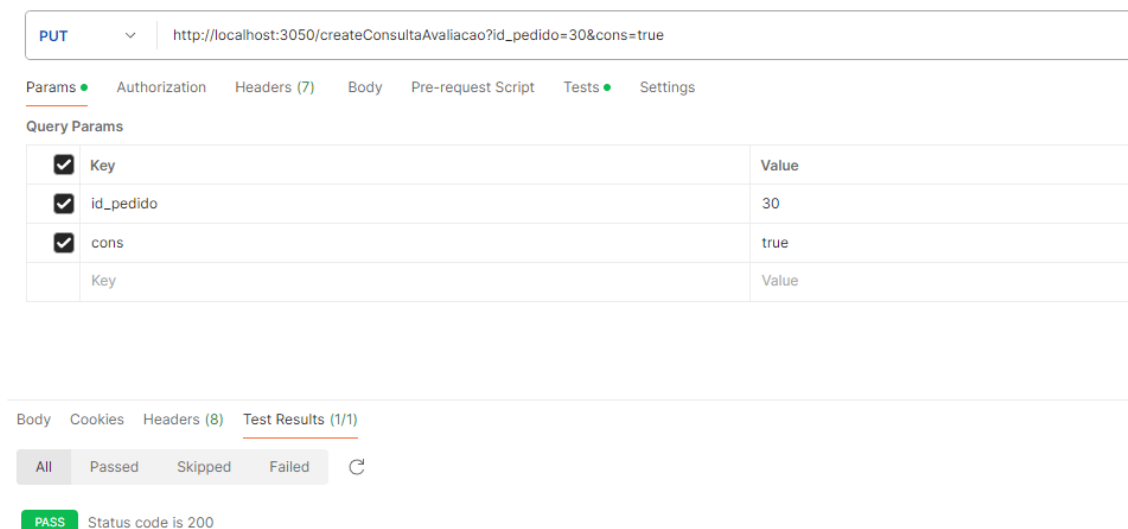 PUT http://localhost:3050/createConsultaAvaliacao?id_pedido=30&cons=true
Params Authorization Headers (7) Body Pre-request Script Tests Settings
Query Params
Key Value
id_pedido 30
cons true
Key Value
Body Cookies Headers (8) Test Results (1/1)
All Passed Skipped Failed
PASS Status code is 200